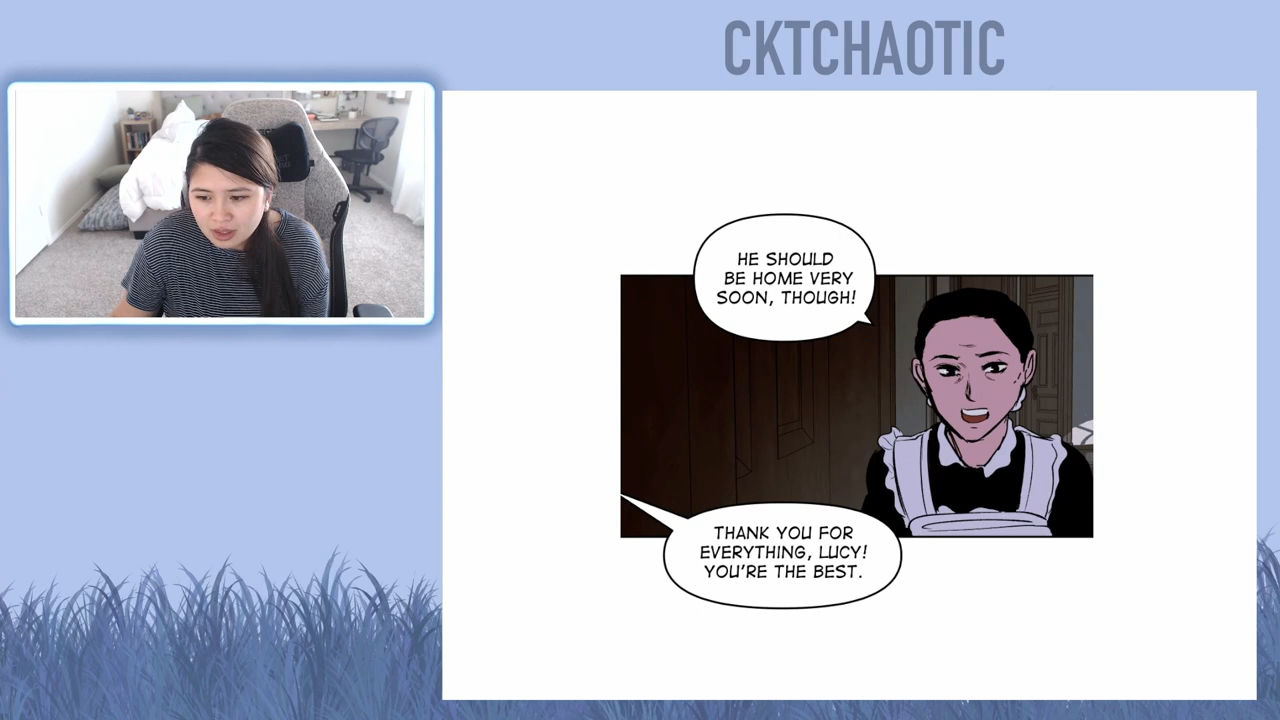 CKTCHAOTIC
HE SHOULD
BE HOME VERY
SOON, THOUGH!
THANK YOU FOR
EVERYTHING, LUCY!
YOU'RE THE BEST.